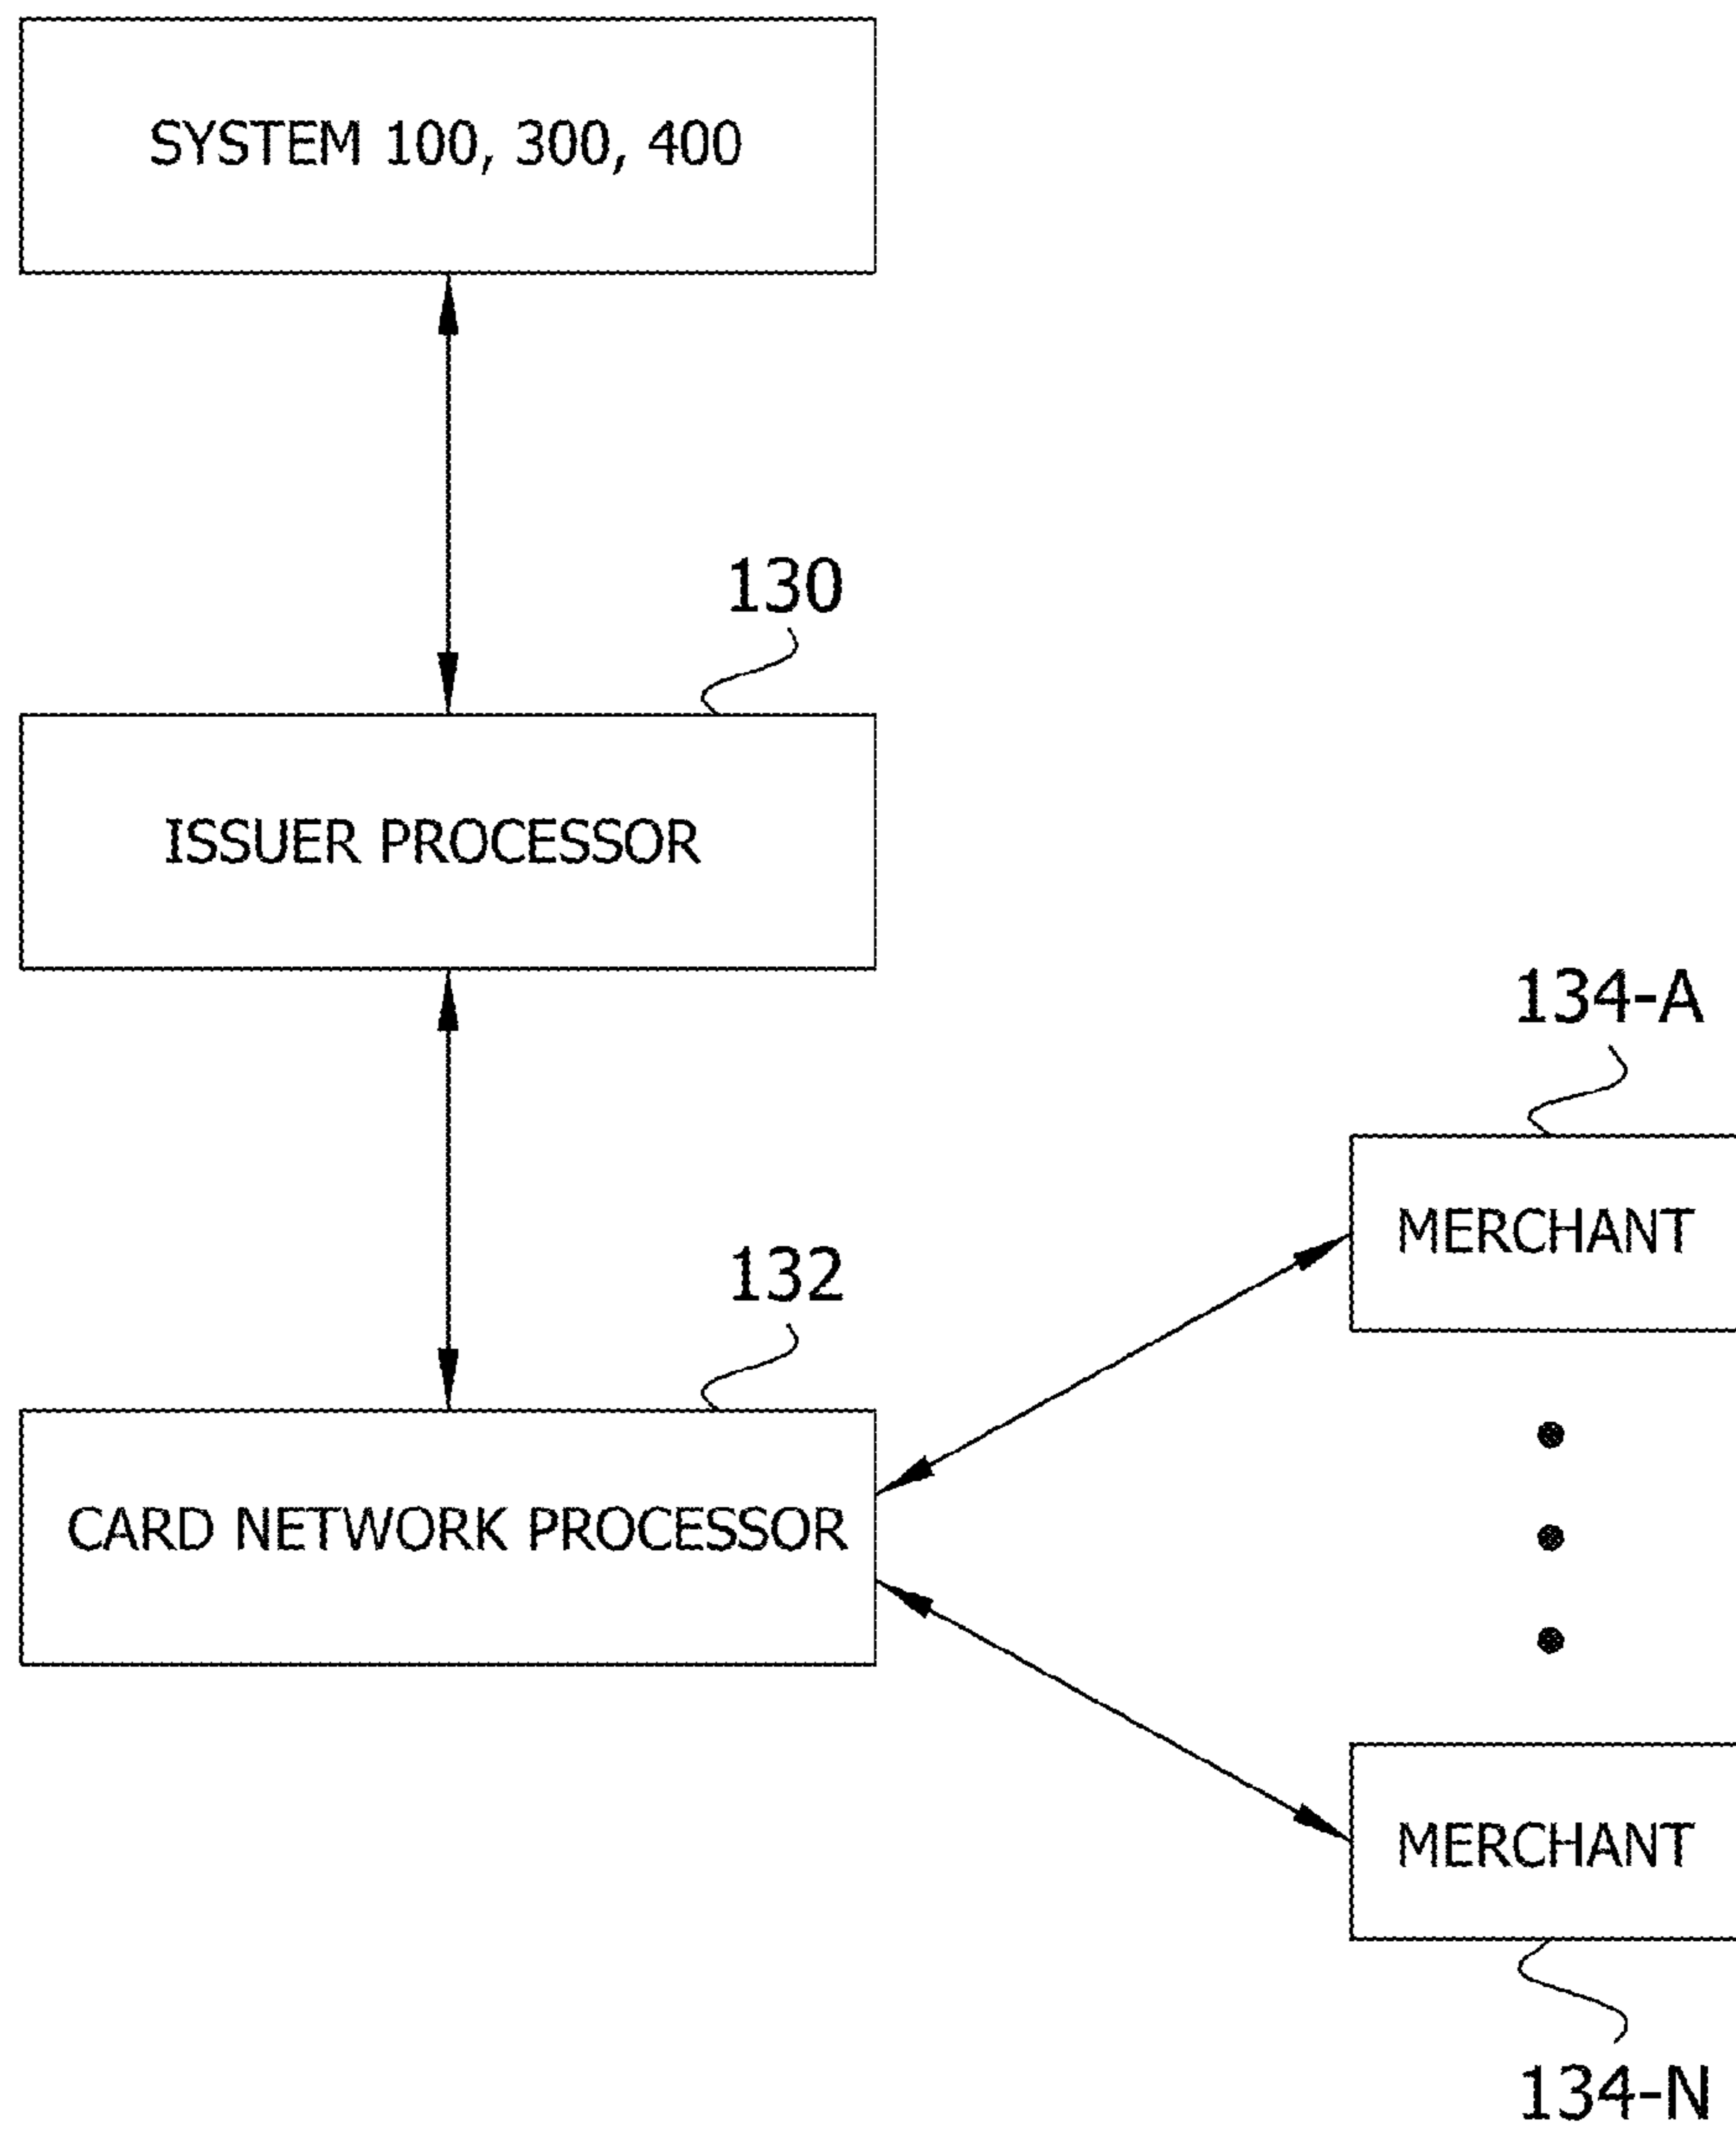 SYSTEM 100, 300, 400
130
ISSUER PROCESSOR
134-A
MERCHANT
132
CARD NETWORK PROCESSOR
MERCHANT
134-N